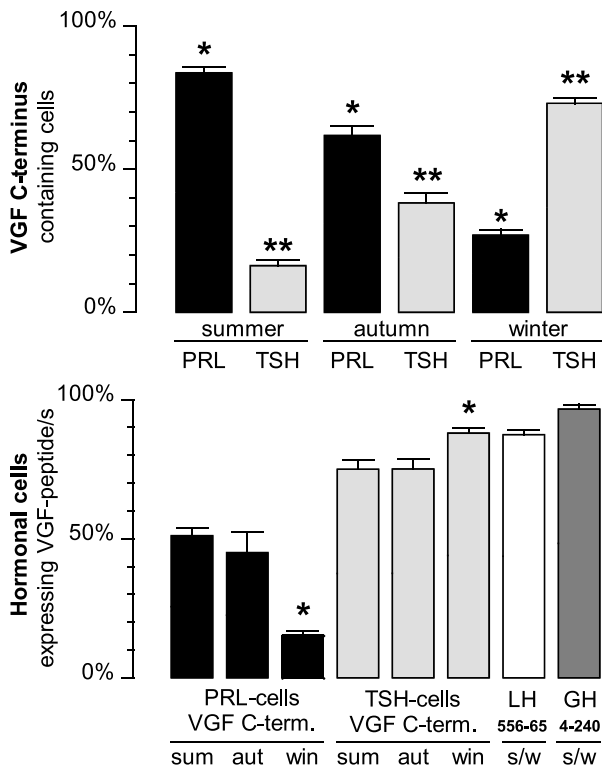 100%
50%
0%
VGF C-terminus
containing cells
* ** * ** * **
summer autumn winter
PRL TSH PRL TSH PRL TSH
100%
50%
0%
Hormonal cells
expressing VGF-peptide/s
* *
PRL-cells TSH-cells LH GH
VGF C-term. VGF C-term. 556-65 4-240
sum aut win sum aut win s/w s/w